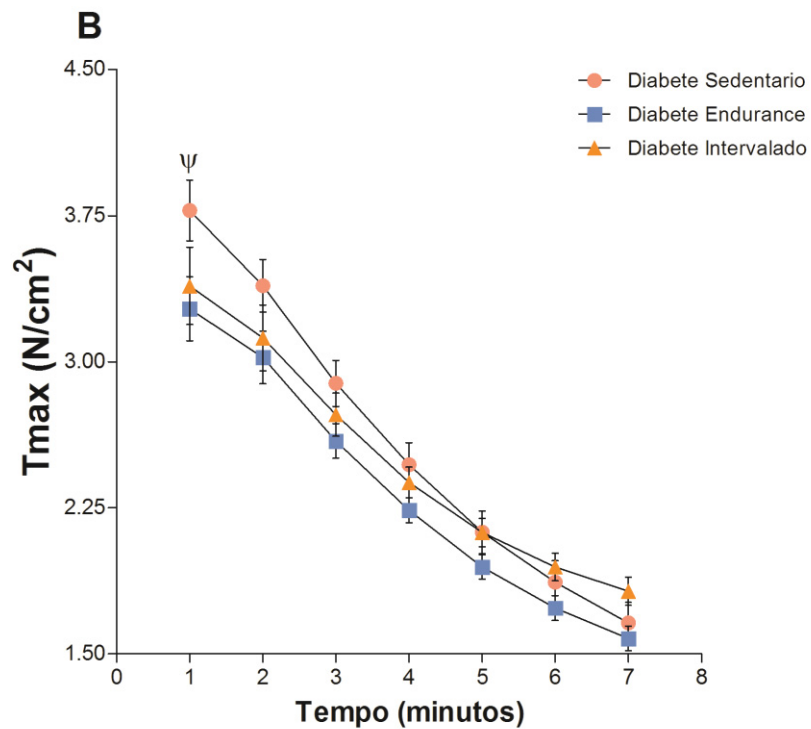 B
4.50
3.75
3.00
2.25
1.50
Tmax (N/cm²)
ψ
Diabete Sedentario
Diabete Endurance
Diabete Intervalado
0 1 2 3 4 5 6 7 8
Tempo (minutos)